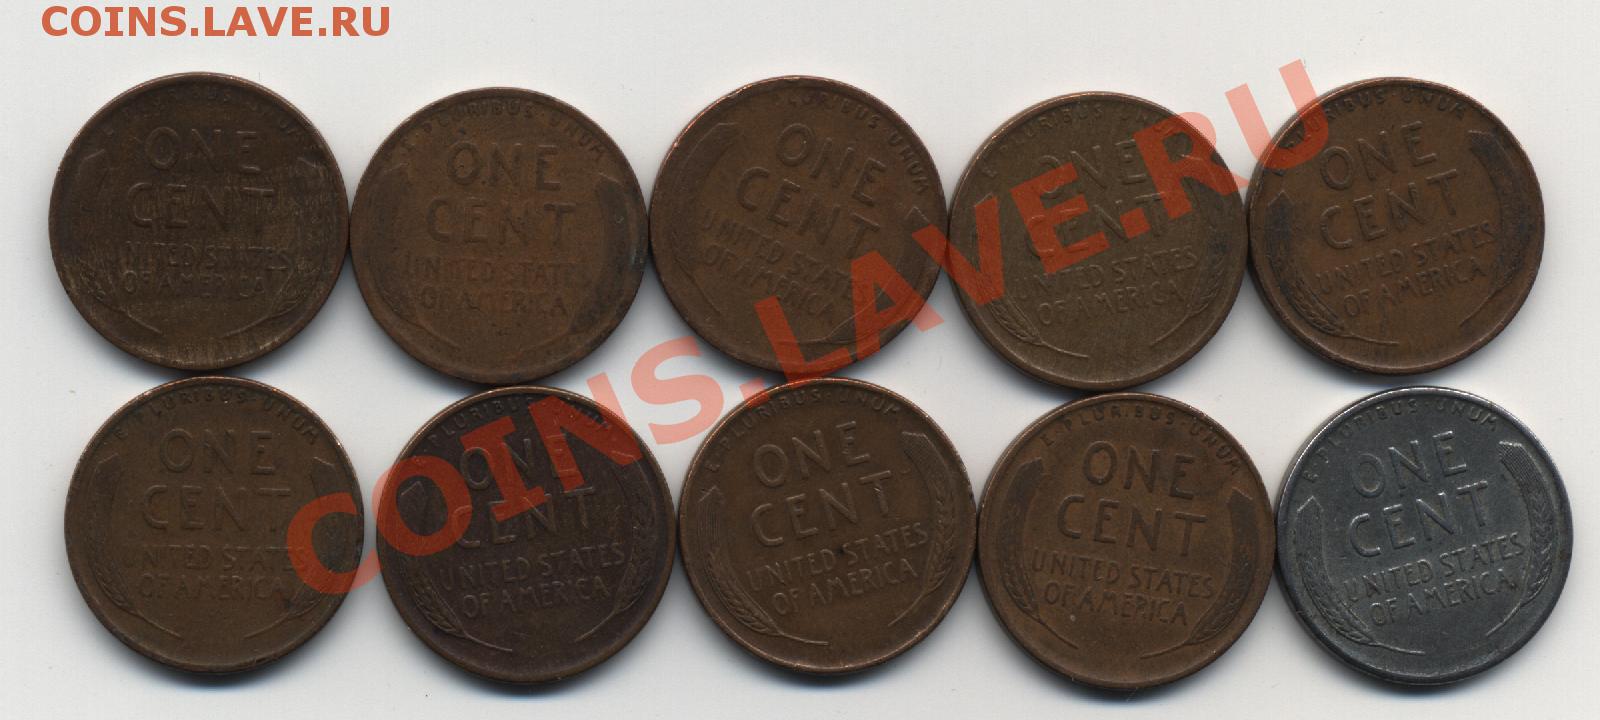 COINS.LAVE.RU
E·PLURIBUS·UNUM
ONE
CENT
UNITED STATES
OF AMERICA
E·PLURIBUS·UNUM
ONE
CENT
UNITED STATES
OF AMERICA
PLURIBUS·UNUM
ONE
CENT
UNITED STATES
OF AMERICA
E·PLURIBUS
ONE
CENT
UNITED STATES
OF AMERICA
PLURIBUS·UNUM
ONE
CENT
UNITED STATES
OF AMERICA
E·PLURIBUS·UNUM
ONE
CENT
UNITED STATES
OF AMERICA
E·PLURIBUS·UNUM
ONE
CENT
UNITED STATES
OF AMERICA
E·PLURIBUS·UNUM
ONE
CENT
UNITED STATES
OF AMERICA
E·PLURIBUS·UNUM
ONE
CENT
UNITED STATES
OF AMERICA
E·PLURIBUS·UNUM
ONE
CENT
UNITED STATES
OF AMERICA
COINS.LAVE.RU